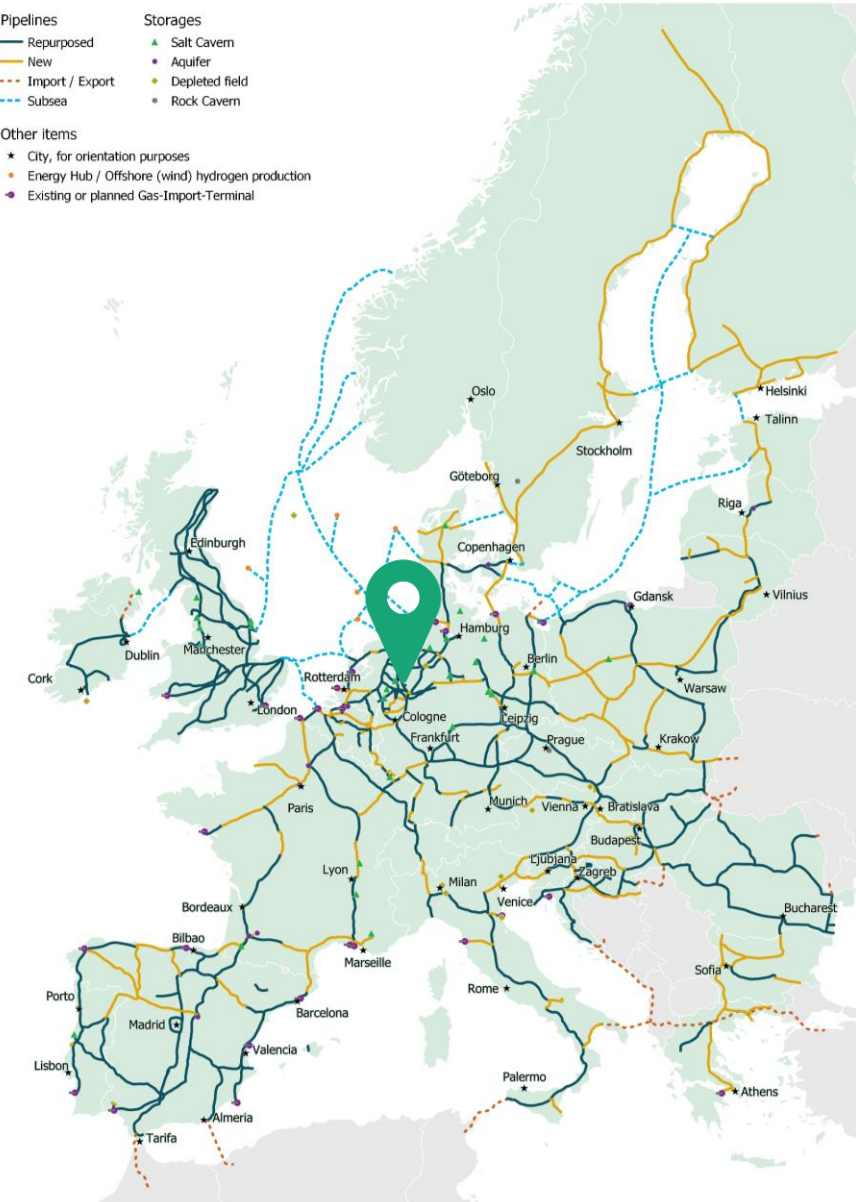 Pipelines
Repurposed
New
Import / Export
Subsea
Storages
Salt Cavern
Aquifer
Depleted field
Rock Cavern
Other items
City, for orientation purposes
Energy Hub / Offshore (wind) hydrogen production
Existing or planned Gas-Import-Terminal
Oslo
Helsinki
Talinn
Stockholm
Göteborg
Riga
Edinburgh
Copenhagen
Vilnius
Gdansk
Hamburg
Dublin
Manchester
Berlin
Cork
Rotterdam
Warsaw
London
Cologne
Leipzig
Frankfurt
Prague
Krakow
Paris
Munich
Vienna
Bratislava
Budapest
Lyon
Ljubjana
Milan
Zagreb
Venice
Bordeaux
Bucharest
Bilbao
Marseille
Sofia
Porto
Rome
Barcelona
Madrid
Valencia
Lisbon
Palermo
Athens
Almeria
Tarifa